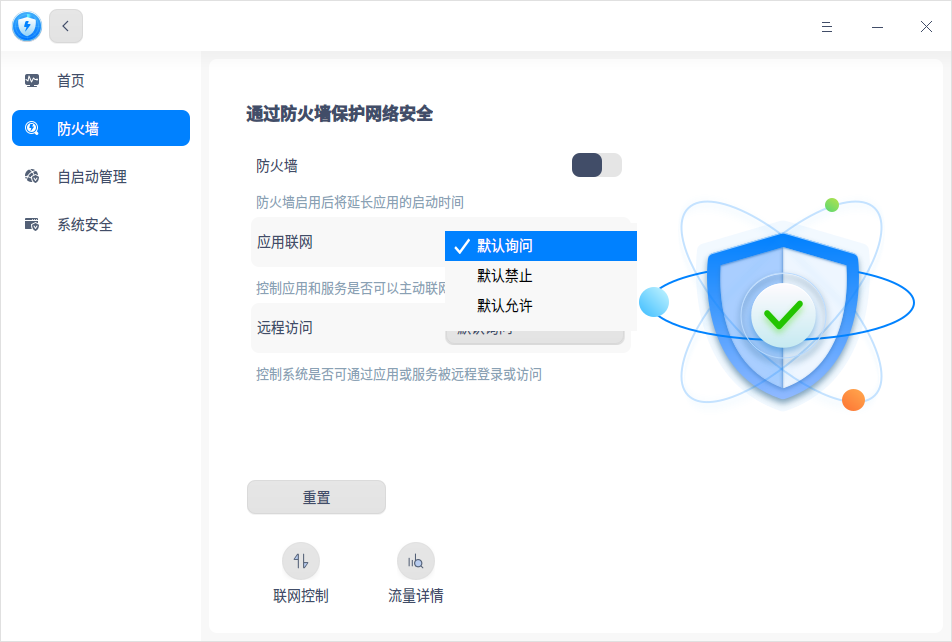 首页
防火墙
自启动管理
系统安全
通过防火墙保护网络安全
防火墙
防火墙启用后将延长应用的启动时间
应用联网
默认询问
默认禁止
默认允许
控制应用和服务是否可以主动联网
远程访问
默认询问
控制系统是否可通过应用或服务被远程登录或访问
重置
联网控制
流量详情